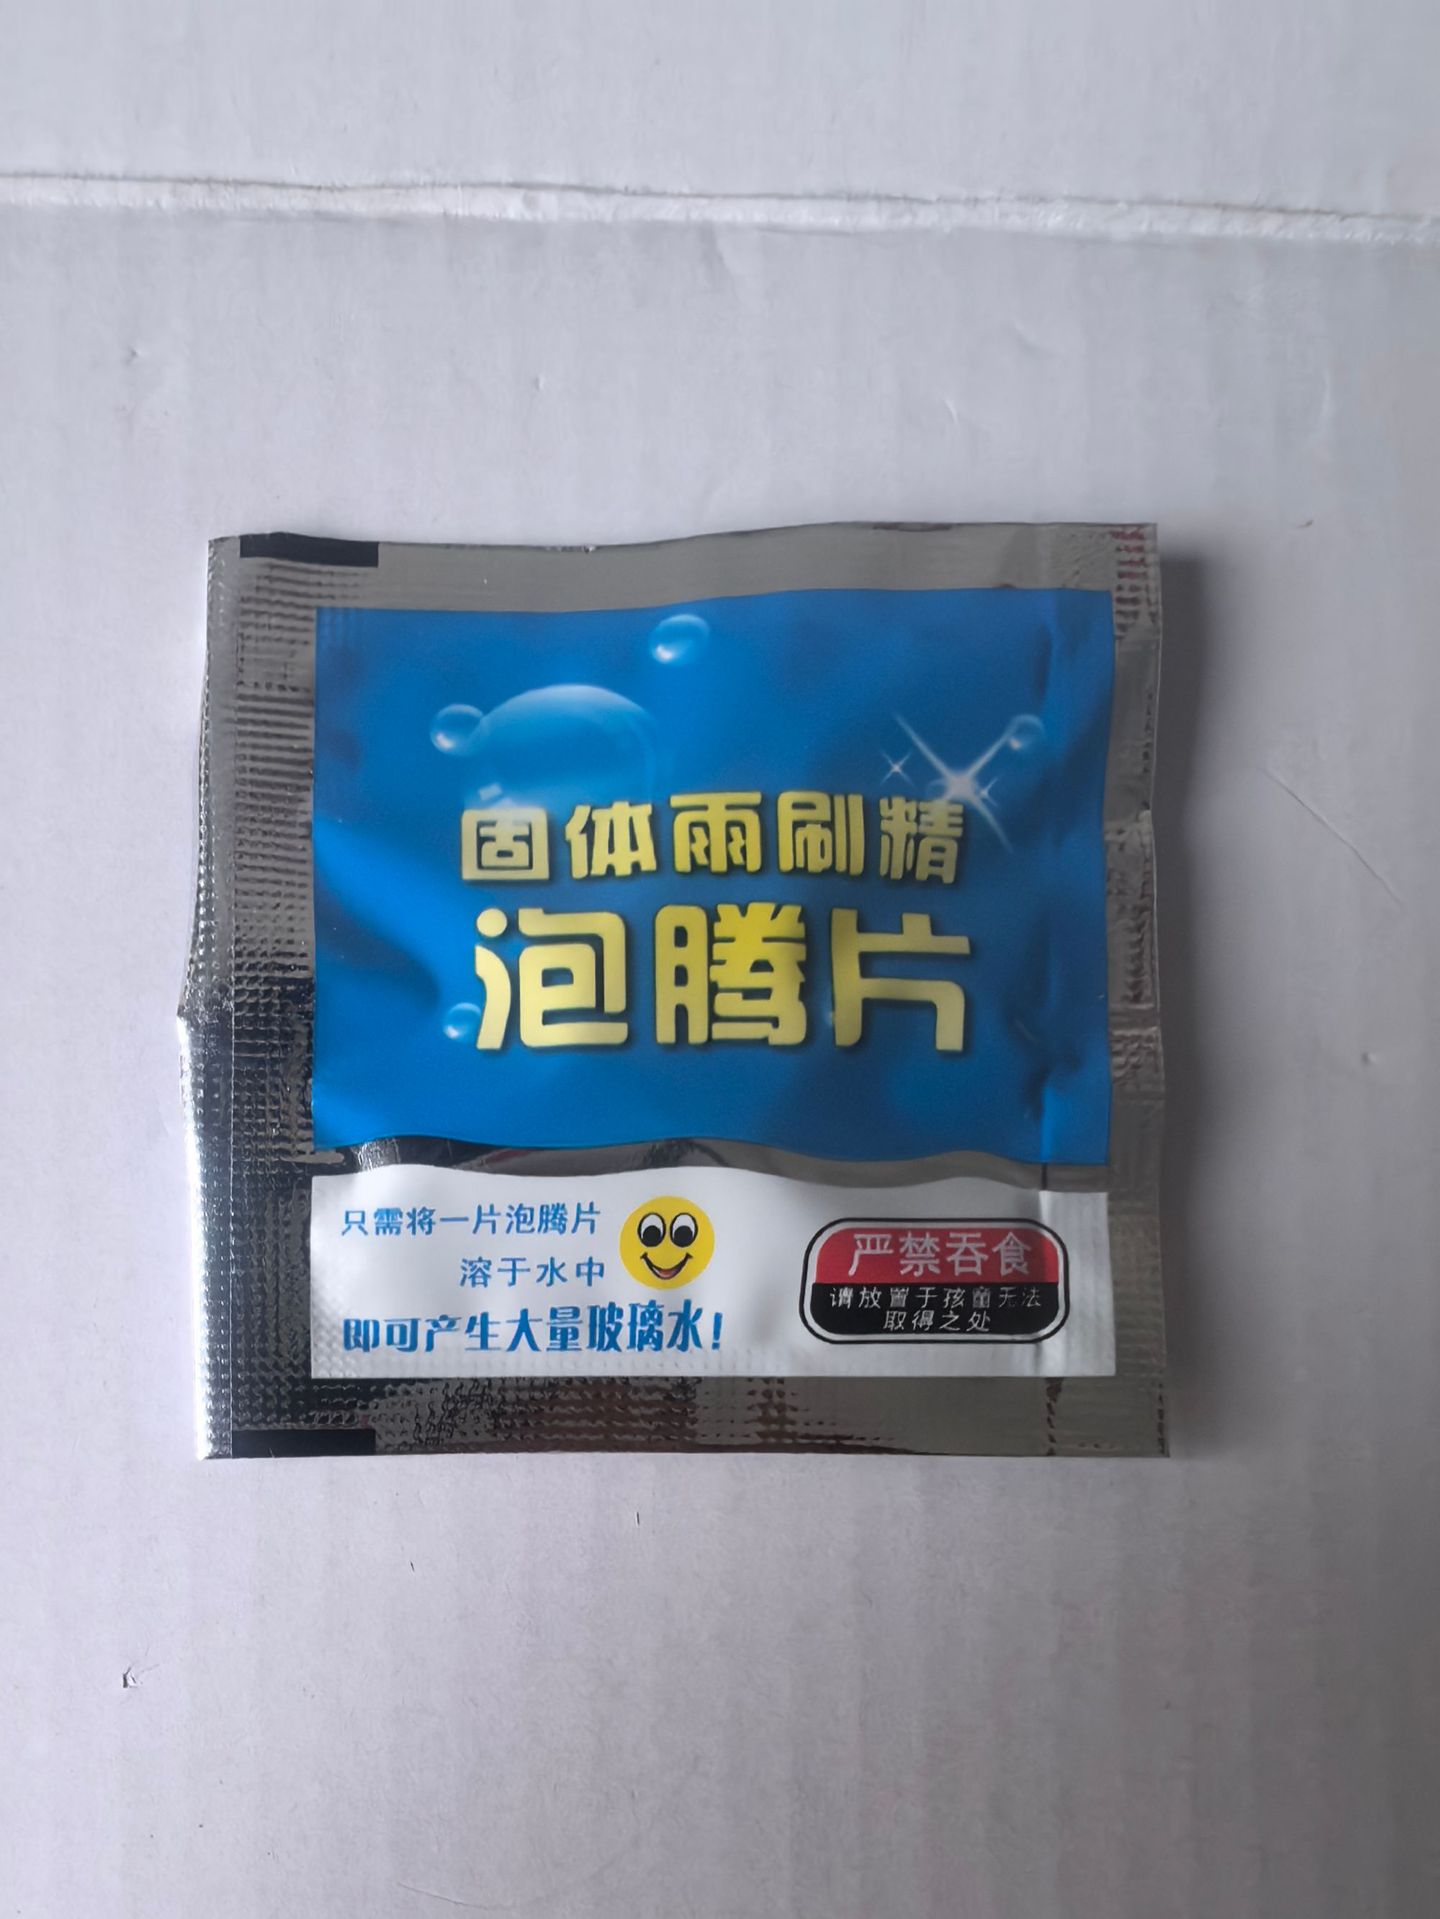 固体雨刷精
泡腾片
只需将一片泡腾片
溶于水中
即可产生大量玻璃水！
严禁吞食
请放置于孩童无法
取得之处